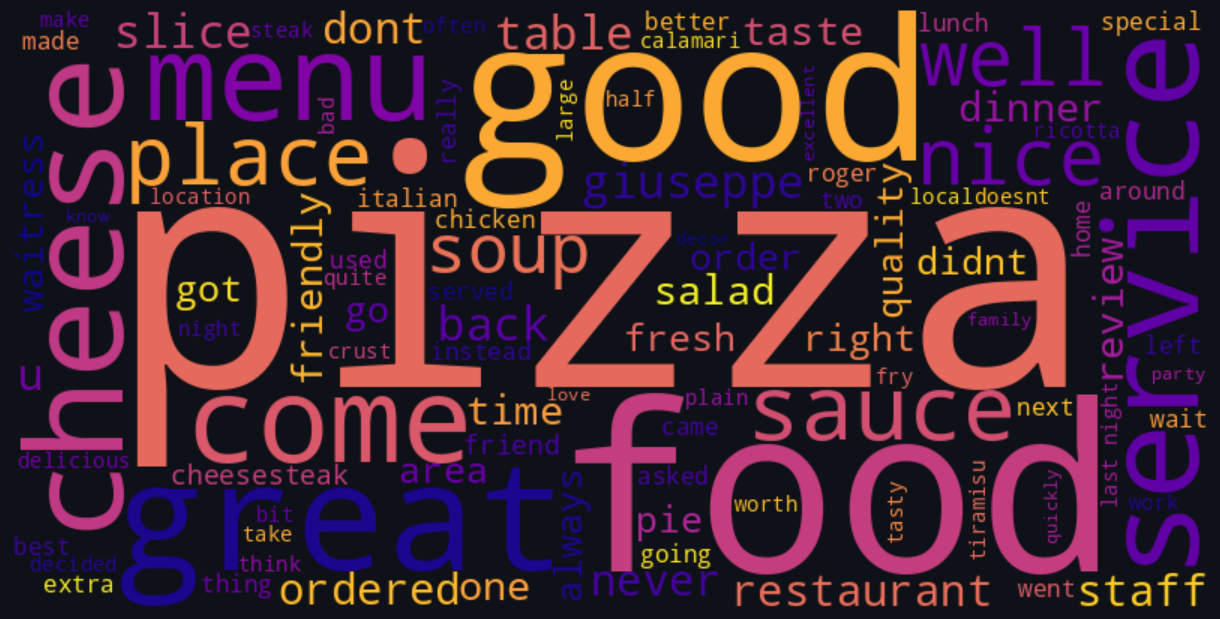 make
made
slice
steak
dont
often
table
better
calamari
taste
lunch
special
cheese
menu
bad
really
good
large
half
excellent
well
dinner
ricotta
service
place
nice
waitress
know
location
italian
giuseppe
roger
two
quality
localdoesnt
around
home
pizza
friendly
chicken
soup
decor
order
didnt
review
used
quite
got
night
go
served
salad
back
fresh
right
family
crust
instead
left
u
love
fry
party
come
time
plain
sauce
next
wait
friend
came
food
delicious
cheesesteak
area
always
asked
last night
great
worth
tasty
tiramisu
quickly
work
bit
pie
take
best
going
decided
think
extra
thing
ordered
one
never
restaurant
went
staff